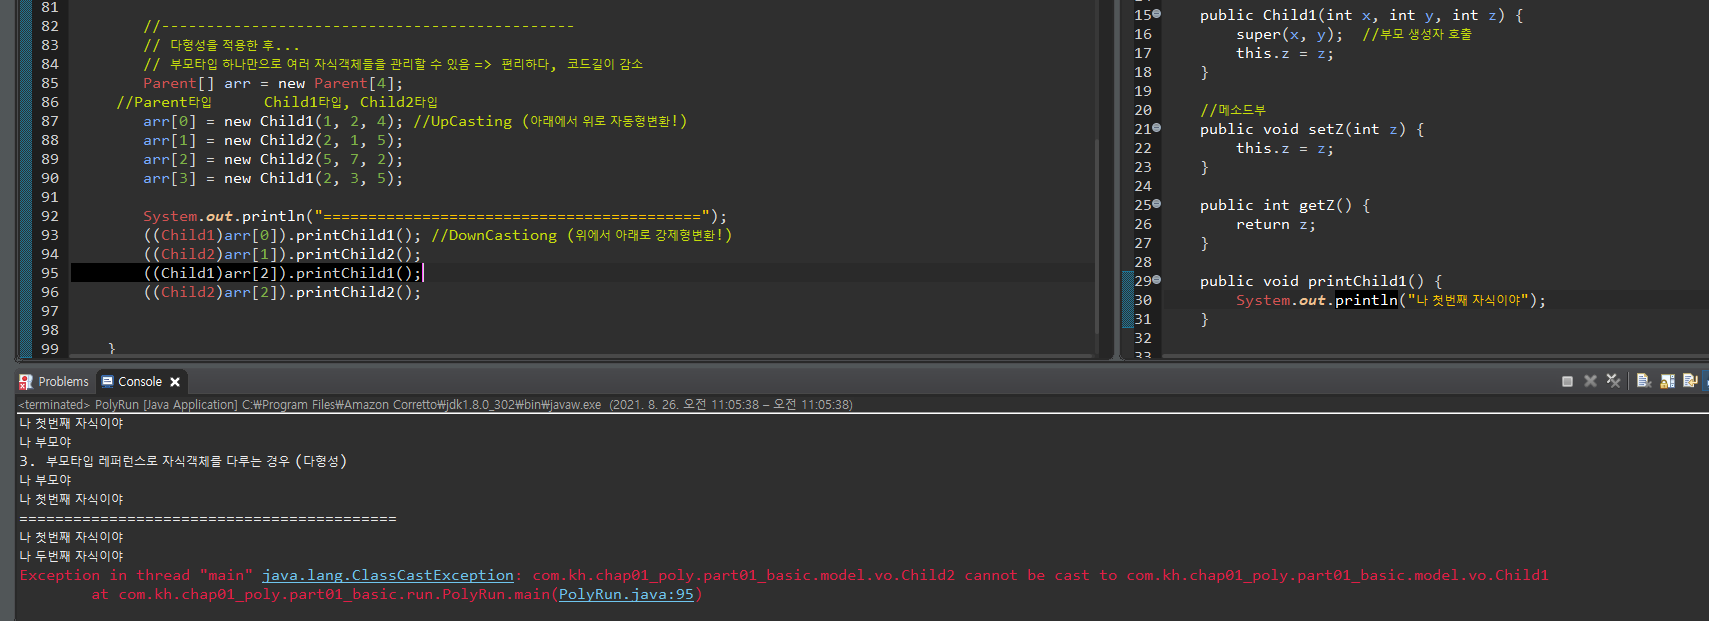 81
82 //----------------------------------------------
83 // 다형성을 적용한 후...
84 // 부모타입 하나만으로 여러 자식객체들을 관리할 수 있음 => 편리하다, 코드길이 감소
85 Parent[] arr = new Parent[4];
86 //Parent타입 Child1타입, Child2타입
87 arr[0] = new Child1(1, 2, 4); //UpCasting (아래에서 위로 자동형변환!)
88 arr[1] = new Child2(2, 1, 5);
89 arr[2] = new Child2(5, 7, 2);
90 arr[3] = new Child1(2, 3, 5);
91
92 System.out.println("==========================================");
93 ((Child1)arr[0]).printChild1(); //DownCastiong (위에서 아래로 강제형변환!)
94 ((Child2)arr[1]).printChild2();
95 ((Child1)arr[2]).printChild1();
96 ((Child2)arr[2]).printChild2();
97
98
99 }
15 public Child1(int x, int y, int z) {
16 super(x, y); //부모 생성자 호출
17 this.z = z;
18 }
19
20 //메소드부
21 public void setZ(int z) {
22 this.z = z;
23 }
24
25 public int getZ() {
26 return z;
27 }
28
29 public void printChild1() {
30 System.out.println("나 첫번째 자식이야");
31 }
32
33
Problems Console
<terminated> PolyRun [Java Application] C:₩Program Files₩Amazon Corretto₩jdk1.8.0_302₩bin₩javaw.exe (2021. 8. 26. 오전 11:05:38 – 오전 11:05:38)
나 첫번째 자식이야
나 부모야
3. 부모타입 레퍼런스로 자식객체를 다루는 경우 (다형성)
나 부모야
나 첫번째 자식이야
==========================================
나 첫번째 자식이야
나 두번째 자식이야
Exception in thread "main" java.lang.ClassCastException: com.kh.chap01_poly.part01_basic.model.vo.Child2 cannot be cast to com.kh.chap01_poly.part01_basic.model.vo.Child1
at com.kh.chap01_poly.part01_basic.run.PolyRun.main(PolyRun.java:95)